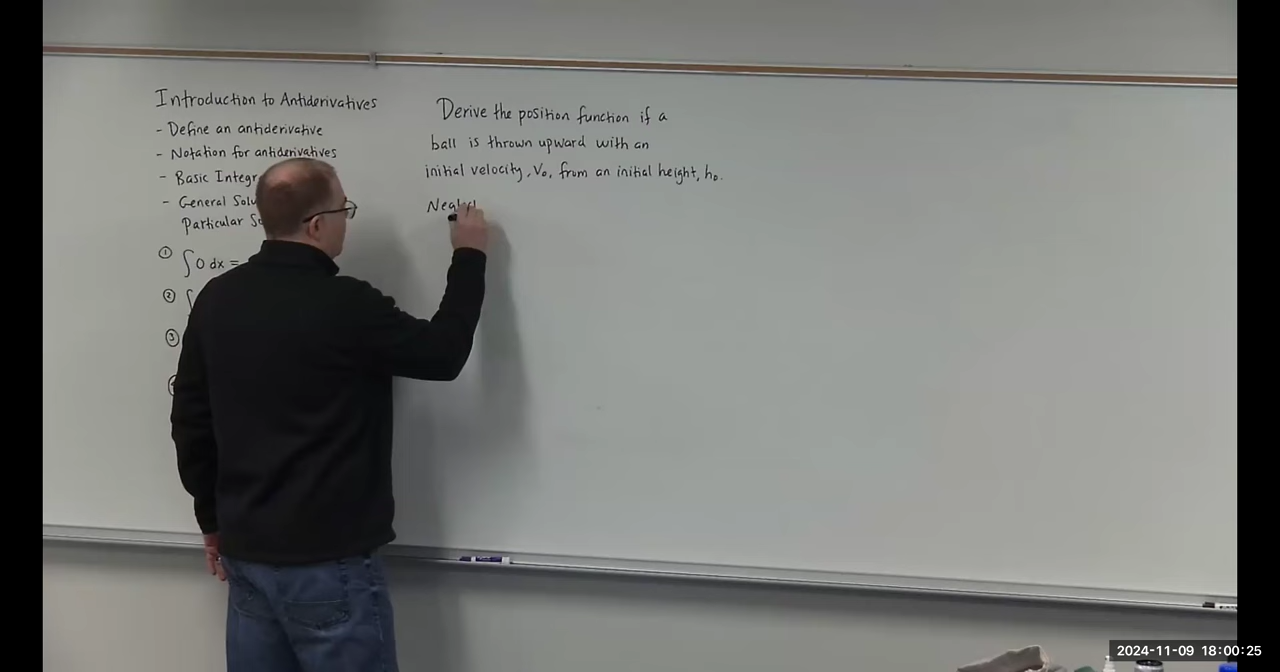 Introduction to Antiderivatives
- Define an antiderivative
- Notation for antiderivatives
- Basic
- General
Particular
① ∫0 dx =
② ∫
③
Derive the position function if a
ball is thrown upward with an
initial velocity, v₀, from an initial height, h₀.
2024-11-09 18:00:25